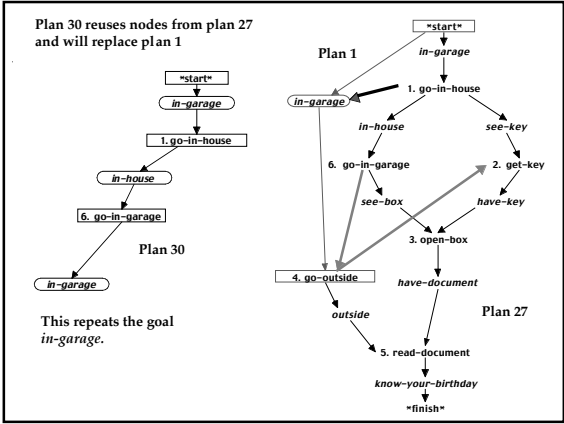 Plan 30 reuses nodes from plan 27
and will replace plan 1
*start*
in-garage
1. go-in-house
in-house
6. go-in-garage
Plan 30
in-garage
This repeats the goal
in-garage.
*start*
Plan 1
in-garage
in-garage
1. go-in-house
in-house
see-key
6. go-in-garage
2. get-key
see-box
have-key
3. open-box
4. go-outside
have-document
outside
Plan 27
5. read-document
know-your-birthday
*finish*